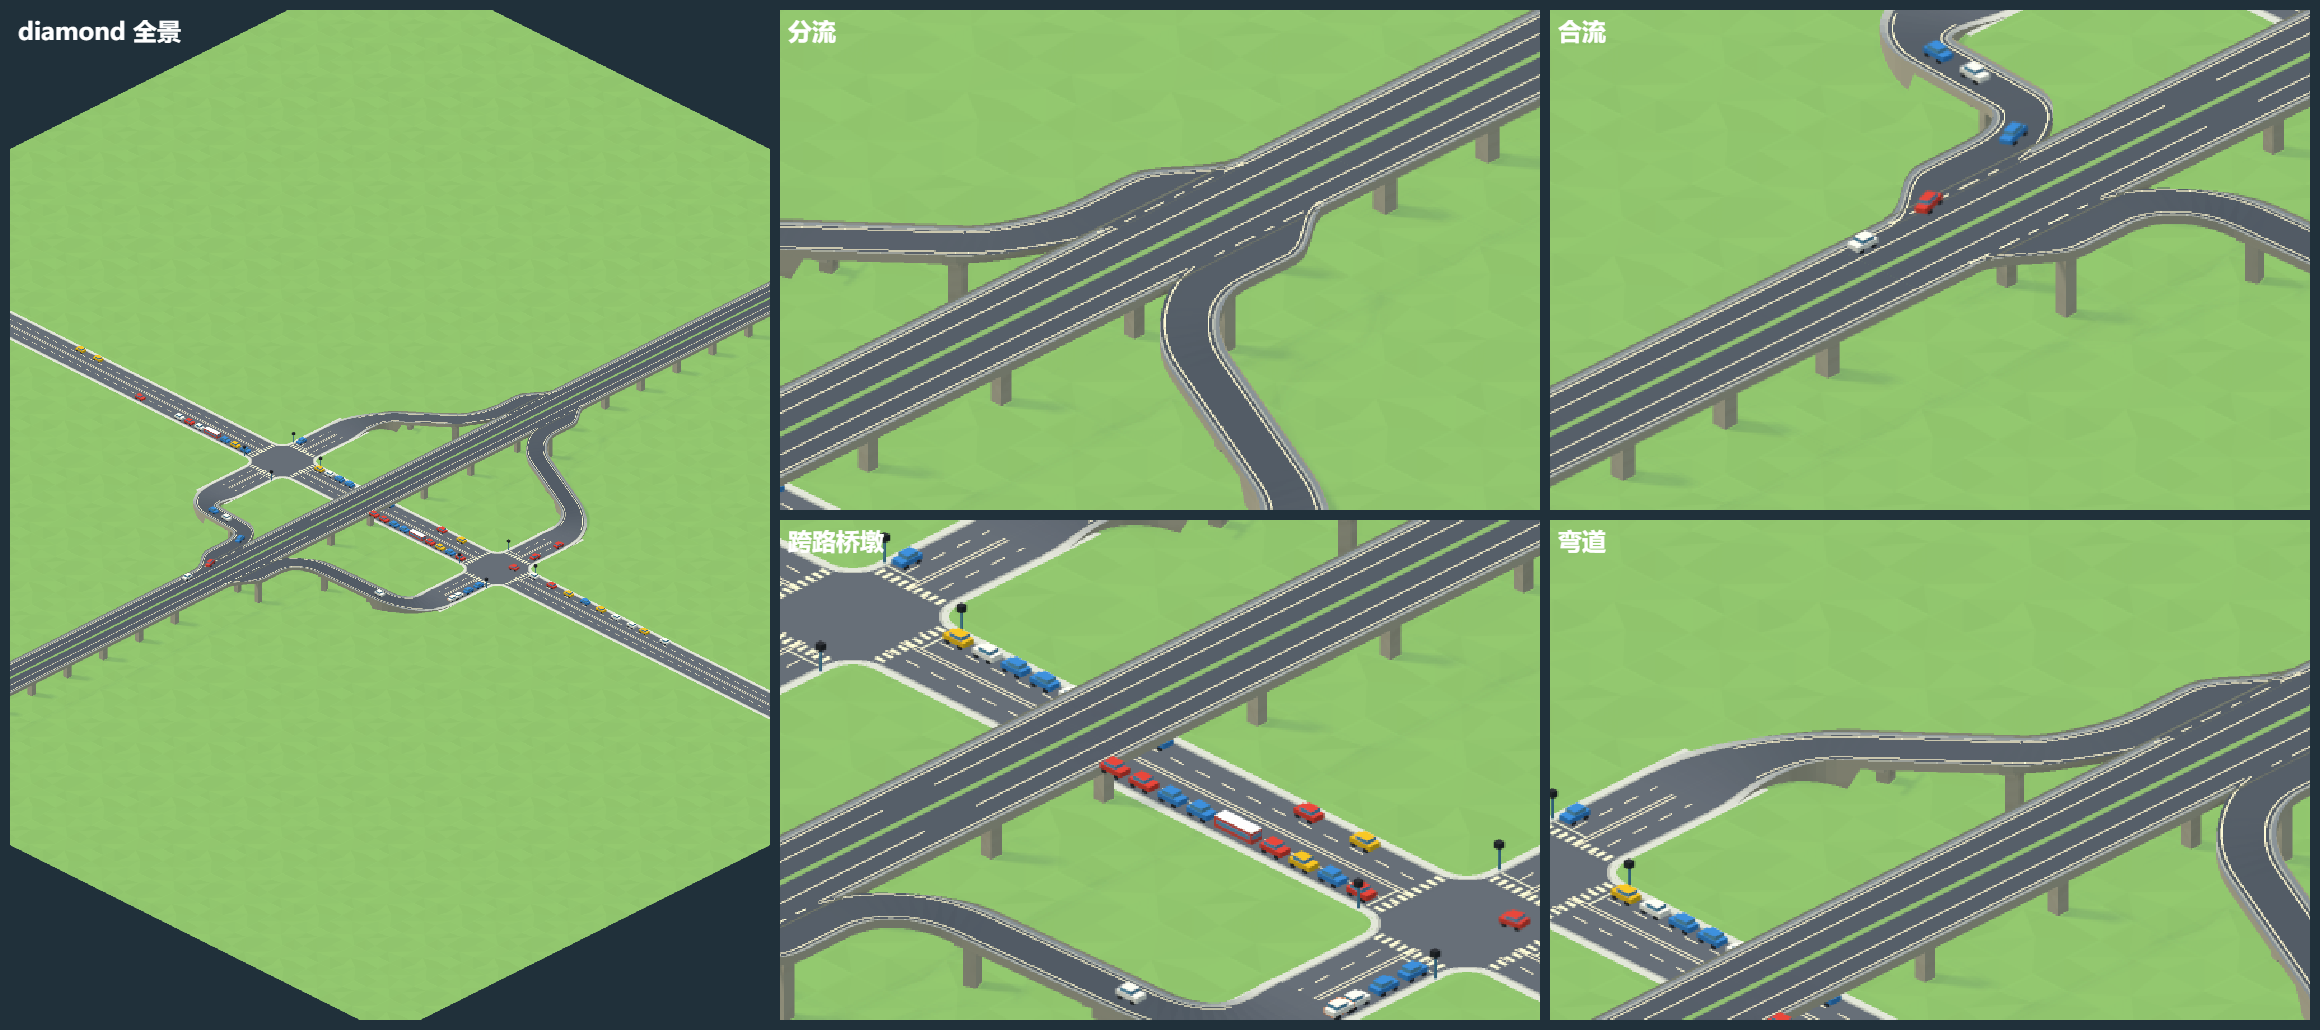 diamond 全景
分流
合流
跨路桥墩
弯道